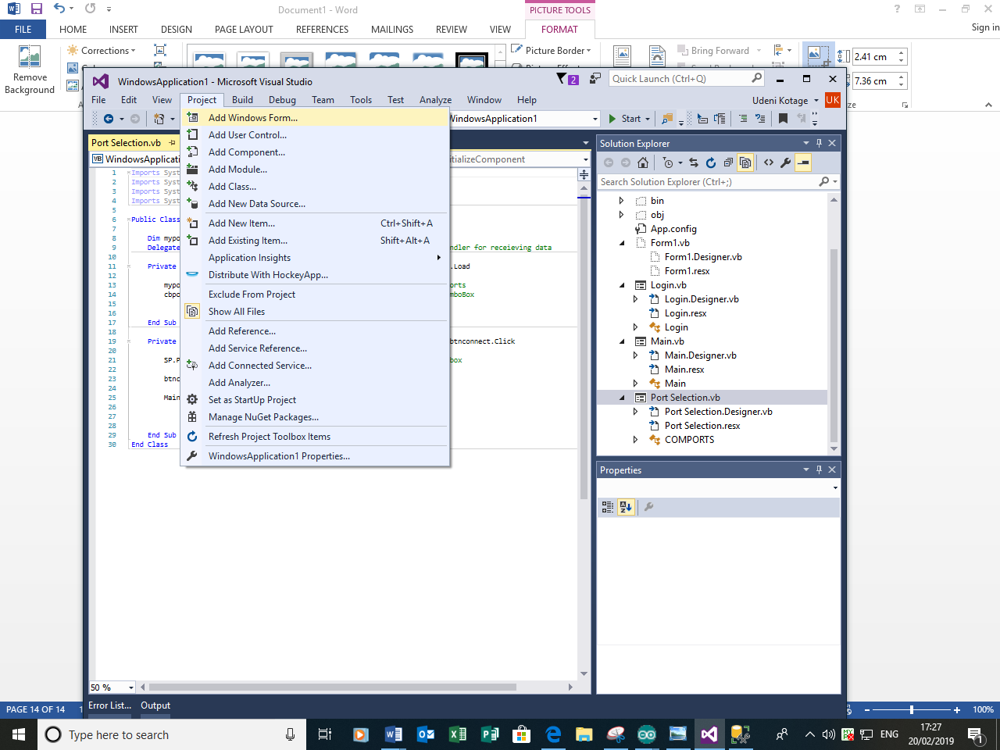 Document1 - Word
PICTURE TOOLS
FILE
HOME
INSERT
DESIGN
PAGE LAYOUT
REFERENCES
MAILINGS
REVIEW
VIEW
FORMAT
Sign in
Remove
Background
Corrections
Picture Border
Bring Forward
2.41 cm
7.36 cm
WindowsApplication1 - Microsoft Visual Studio
2
Quick Launch (Ctrl+Q)
File Edit View Project Build Debug Team Tools Test Analyze Window Help
Udeni Kotage
UK
WindowsApplication1
Start
Port Selection.vb
VB
Add Windows Form...
Add User Control...
Add Component...
Add Module...
Add Class...
Add New Data Source...
Add New Item... Ctrl+Shift+A
Add Existing Item... Shift+Alt+A
Application Insights
Distribute With HockeyApp...
Exclude From Project
Show All Files
Add Reference...
Add Service Reference...
Add Connected Service...
Add Analyzer...
Set as StartUp Project
Manage NuGet Packages...
Refresh Project Toolbox Items
WindowsApplication1 Properties...
1 Imports Syst
2 Imports Syst
3 Imports Syst
4 Imports Syst
5
6 Public Class
7
8 Dim mypo
9 Delegate ndler for receieving data
10
11 Private .Load
12
13 mypo orts
14 cbpo mboBox
15
16
17 End Sub
18
19 Private btnconnect.Click
20
21 SP.P box
22
23 btnc
24
25 Main
26
27
28
29 End Sub
30 End Class
50 %
Solution Explorer
Search Solution Explorer (Ctrl+;)
bin
obj
App.config
Form1.vb
Form1.Designer.vb
Form1.resx
Login.vb
Login.Designer.vb
Login.resx
Login
Main.vb
Main.Designer.vb
Main.resx
Main
Port Selection.vb
Port Selection.Designer.vb
Port Selection.resx
COMPORTS
Properties
Error List...
Output
PAGE 14 OF 14
100%
Type here to search
ENG
17:27
20/02/2019
1